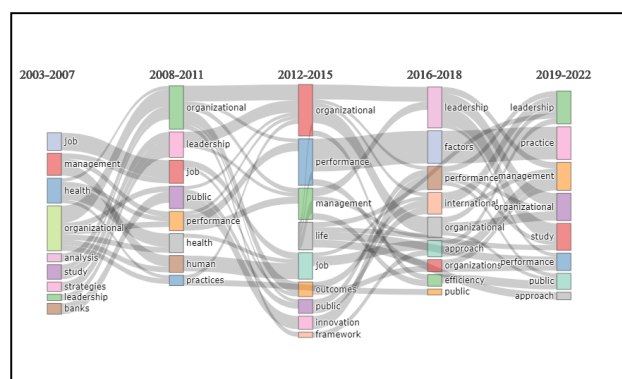 2003-2007
2008-2011
2012-2015
2016-2018
2019-2022
job
management
health
organizational
analysis
study
strategies
leadership
banks
organizational
leadership
job
public
performance
health
human
practices
organizational
performance
management
life
job
outcomes
public
innovation
framework
leadership
factors
performance
international
organizational
approach
organizations
efficiency
public
leadership
practice
management
organizational
study
performance
public
approach